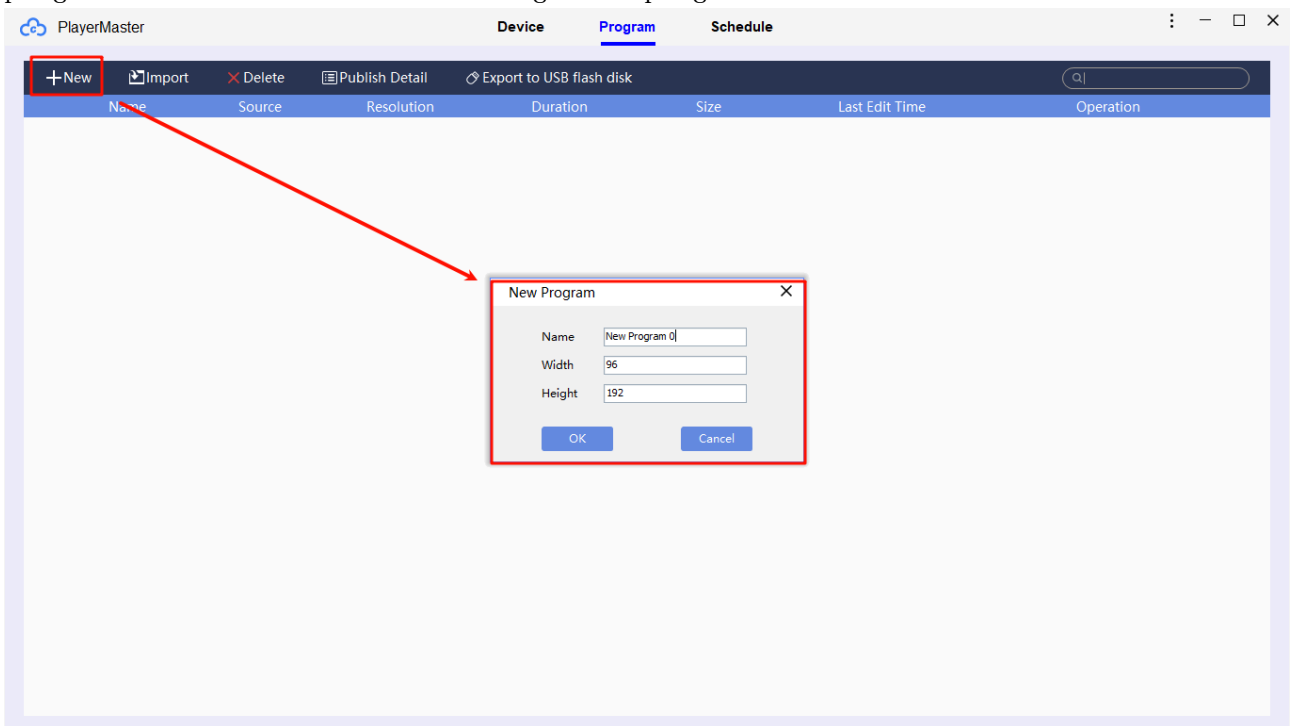 PlayerMaster Device Program Schedule
New Import Delete Publish Detail Export to USB flash disk
Name Source Resolution Duration Size Last Edit Time Operation
New Program
Name New Program 0
Width 96
Height 192
OK Cancel